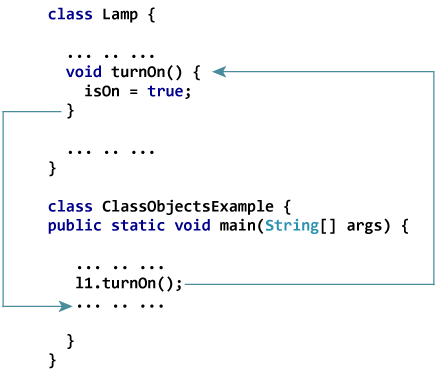 class Lamp {
... .. ...
void turnOn() {
isOn = true;
}
... .. ...
}
class ClassObjectsExample {
public static void main(String[] args) {
... .. ...
l1.turnOn();
... .. ...
}
}